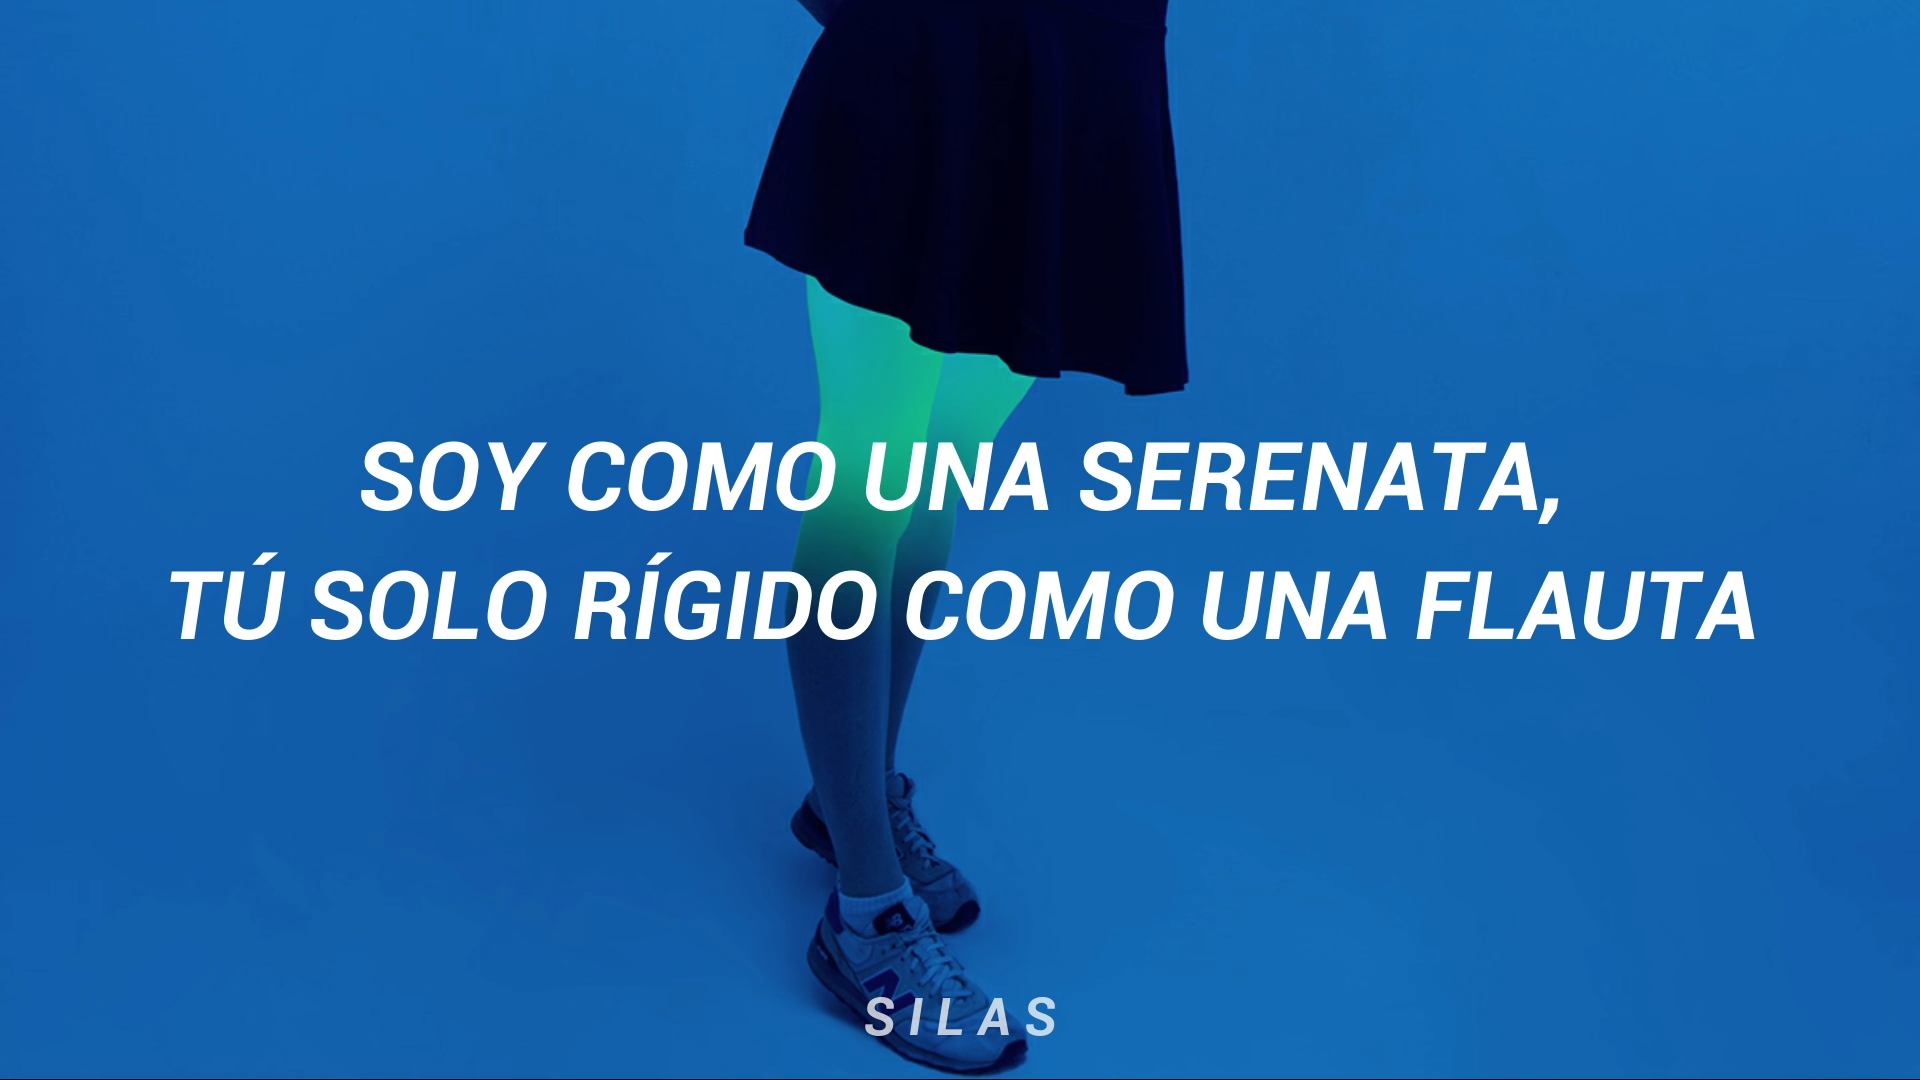 SOY COMO UNA SERENATA,
TÚ SOLO RÍGIDO COMO UNA FLAUTA
SILAS